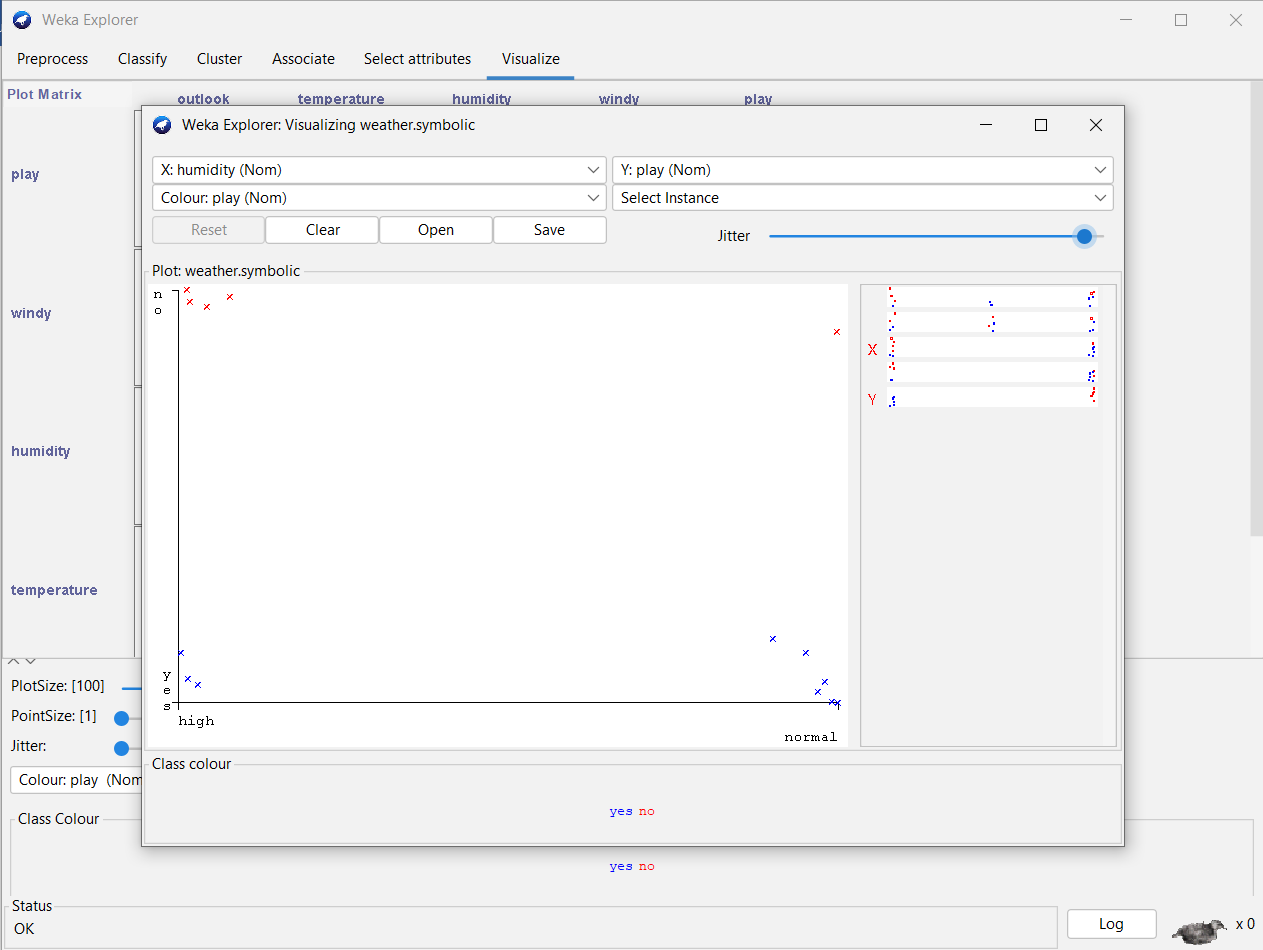 Weka Explorer
Preprocess Classify Cluster Associate Select attributes Visualize
Plot Matrix outlook temperature humidity windy play
Weka Explorer: Visualizing weather.symbolic
X: humidity (Nom) Y: play (Nom)
Colour: play (Nom) Select Instance
Reset Clear Open Save Jitter
Plot: weather.symbolic
no
X
Y
yes
high
normal
Class colour
yes no
play
windy
humidity
temperature
PlotSize: [100]
PointSize: [1]
Jitter:
Colour: play (Nom
Class Colour
yes no
Status
OK Log x 0